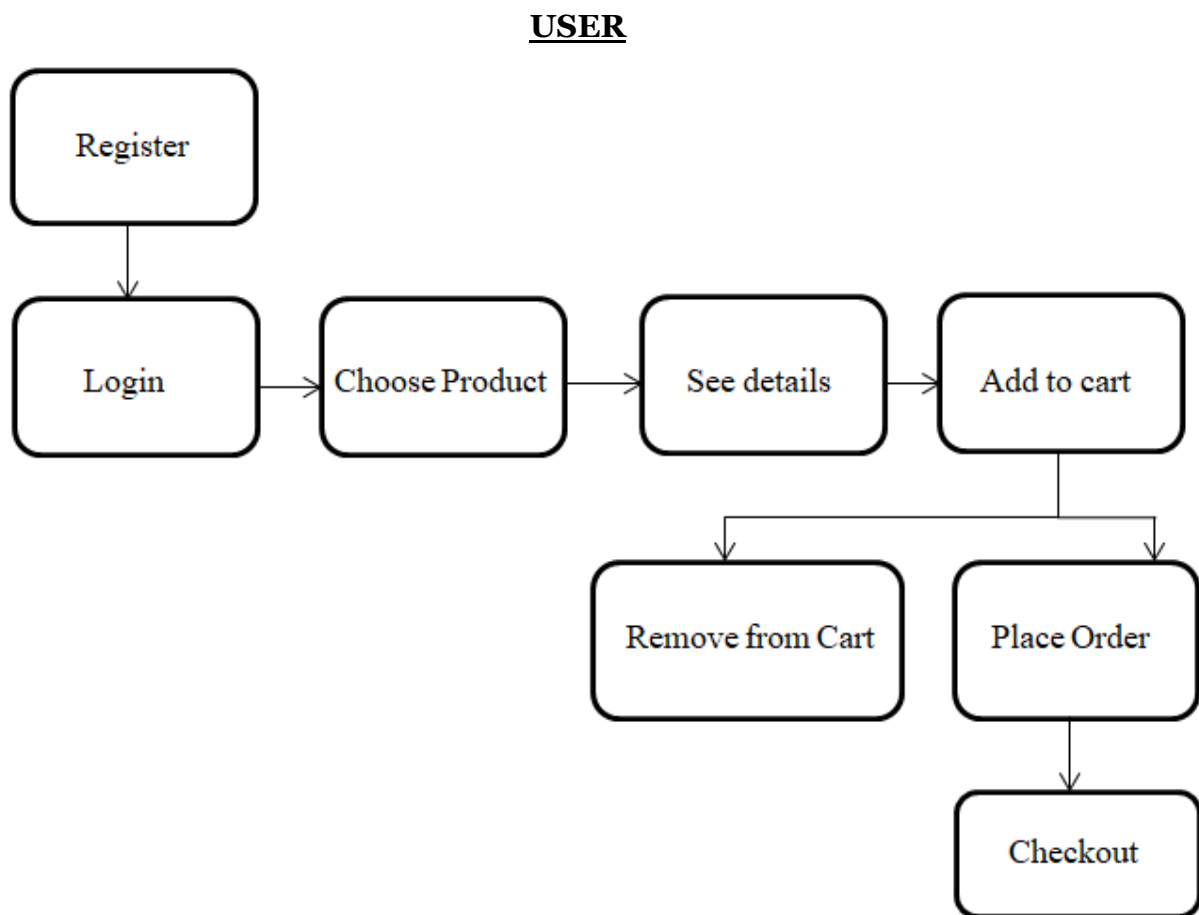 USER
Register
Login
Choose Product
See details
Add to cart
Remove from Cart
Place Order
Checkout